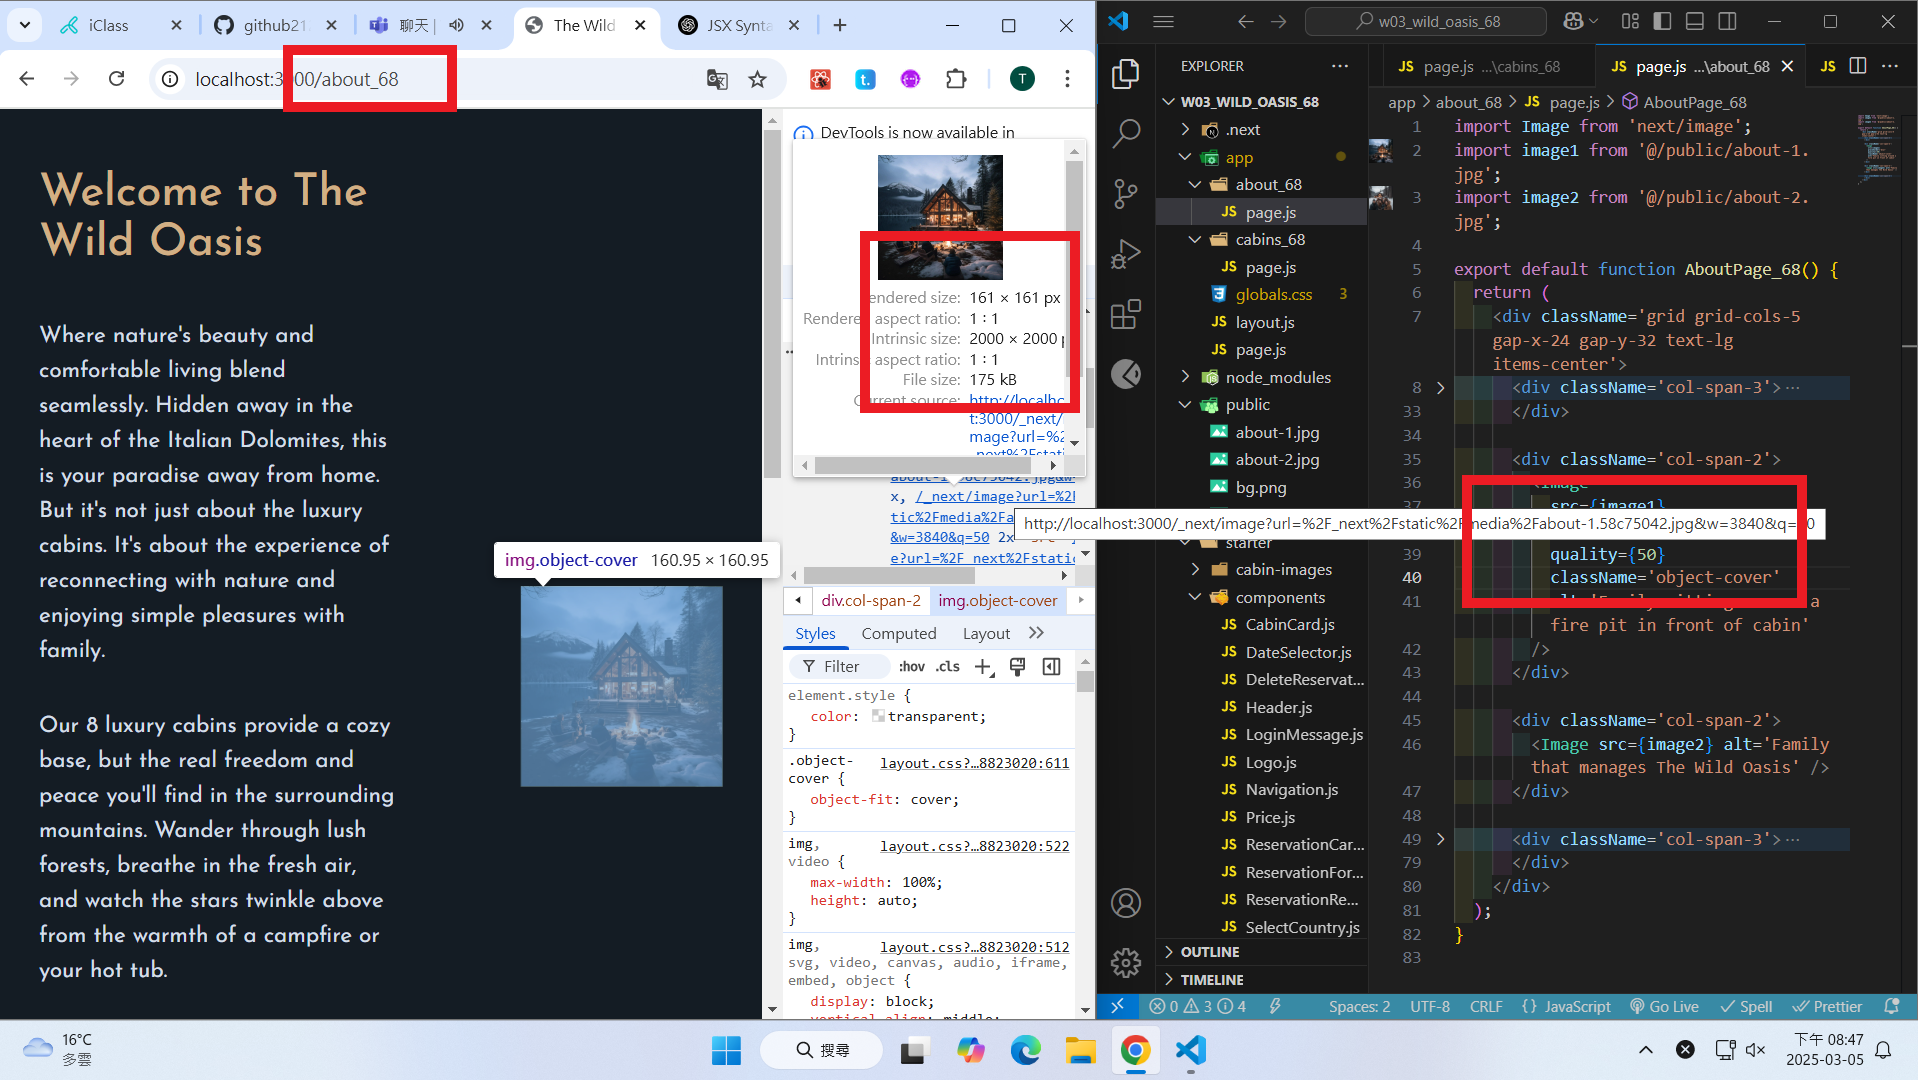 iClass
github21
聊天 |
The Wild
JSX Synta
localhost:3000/about_68
T
Welcome to The
Wild Oasis
Where nature's beauty and
comfortable living blend
seamlessly. Hidden away in the
heart of the Italian Dolomites, this
is your paradise away from home.
But it's not just about the luxury
cabins. It's about the experience of
reconnecting with nature and
enjoying simple pleasures with
family.
Our 8 luxury cabins provide a cozy
base, but the real freedom and
peace you'll find in the surrounding
mountains. Wander through lush
forests, breathe in the fresh air,
and watch the stars twinkle above
from the warmth of a campfire or
your hot tub.
img.object-cover 160.95 × 160.95
DevTools is now available in
Rendered size: 161 × 161 px
Rendered aspect ratio: 1∶1
Intrinsic size: 2000 × 2000
Intrinsic aspect ratio: 1∶1
File size: 175 kB
Current source: http://localho
t:3000/_next/
mage?url=%2
_next%2Fstati
x, /_next/image?url=%2F
tic%2Fmedia%2Fa
&w=3840&q=50 2x
e?url=%2F_next%2Fstatic
http://localhost:3000/_next/image?url=%2F_next%2Fstatic%2Fmedia%2Fabout-1.58c75042.jpg&w=3840&q=50
div.col-span-2 img.object-cover
Styles Computed Layout
Filter :hov .cls
element.style {
color: transparent;
}
.object-cover { layout.css?…8823020:611
object-fit: cover;
}
img, video { layout.css?…8823020:522
max-width: 100%;
height: auto;
}
img, layout.css?…8823020:512
svg, video, canvas, audio, iframe,
embed, object {
display: block;
vertical-align: middle;
w03_wild_oasis_68
EXPLORER
W03_WILD_OASIS_68
.next
app
about_68
JS page.js
cabins_68
JS page.js
globals.css 3
JS layout.js
JS page.js
node_modules
public
about-1.jpg
about-2.jpg
bg.png
starter
cabin-images
components
JS CabinCard.js
JS DateSelector.js
JS DeleteReservat...
JS Header.js
JS LoginMessage.js
JS Logo.js
JS Navigation.js
JS Price.js
JS ReservationCar...
JS ReservationFor...
JS ReservationRe...
JS SelectCountry.js
OUTLINE
TIMELINE
JS page.js ...\cabins_68
JS page.js ...\about_68
JS
app > about_68 > JS page.js > AboutPage_68
1 import Image from 'next/image';
2 import image1 from '@/public/about-1.
jpg';
3 import image2 from '@/public/about-2.
jpg';
4
5 export default function AboutPage_68() {
6 return (
7 <div className='grid grid-cols-5
gap-x-24 gap-y-32 text-lg
items-center'>
8 <div className='col-span-3'>…
33 </div>
34
35 <div className='col-span-2'>
36 <Image
37 src={image1}
39 quality={50}
40 className='object-cover'
41 a
fire pit in front of cabin'
42 />
43 </div>
44
45 <div className='col-span-2'>
46 <Image src={image2} alt='Family
that manages The Wild Oasis' />
47 </div>
48
49 <div className='col-span-3'>…
79 </div>
80 </div>
81 );
82 }
83
0 3 4
Spaces: 2 UTF-8 CRLF {} JavaScript Go Live Spell Prettier
16°C
多雲
搜尋
下午 08:47
2025-03-05